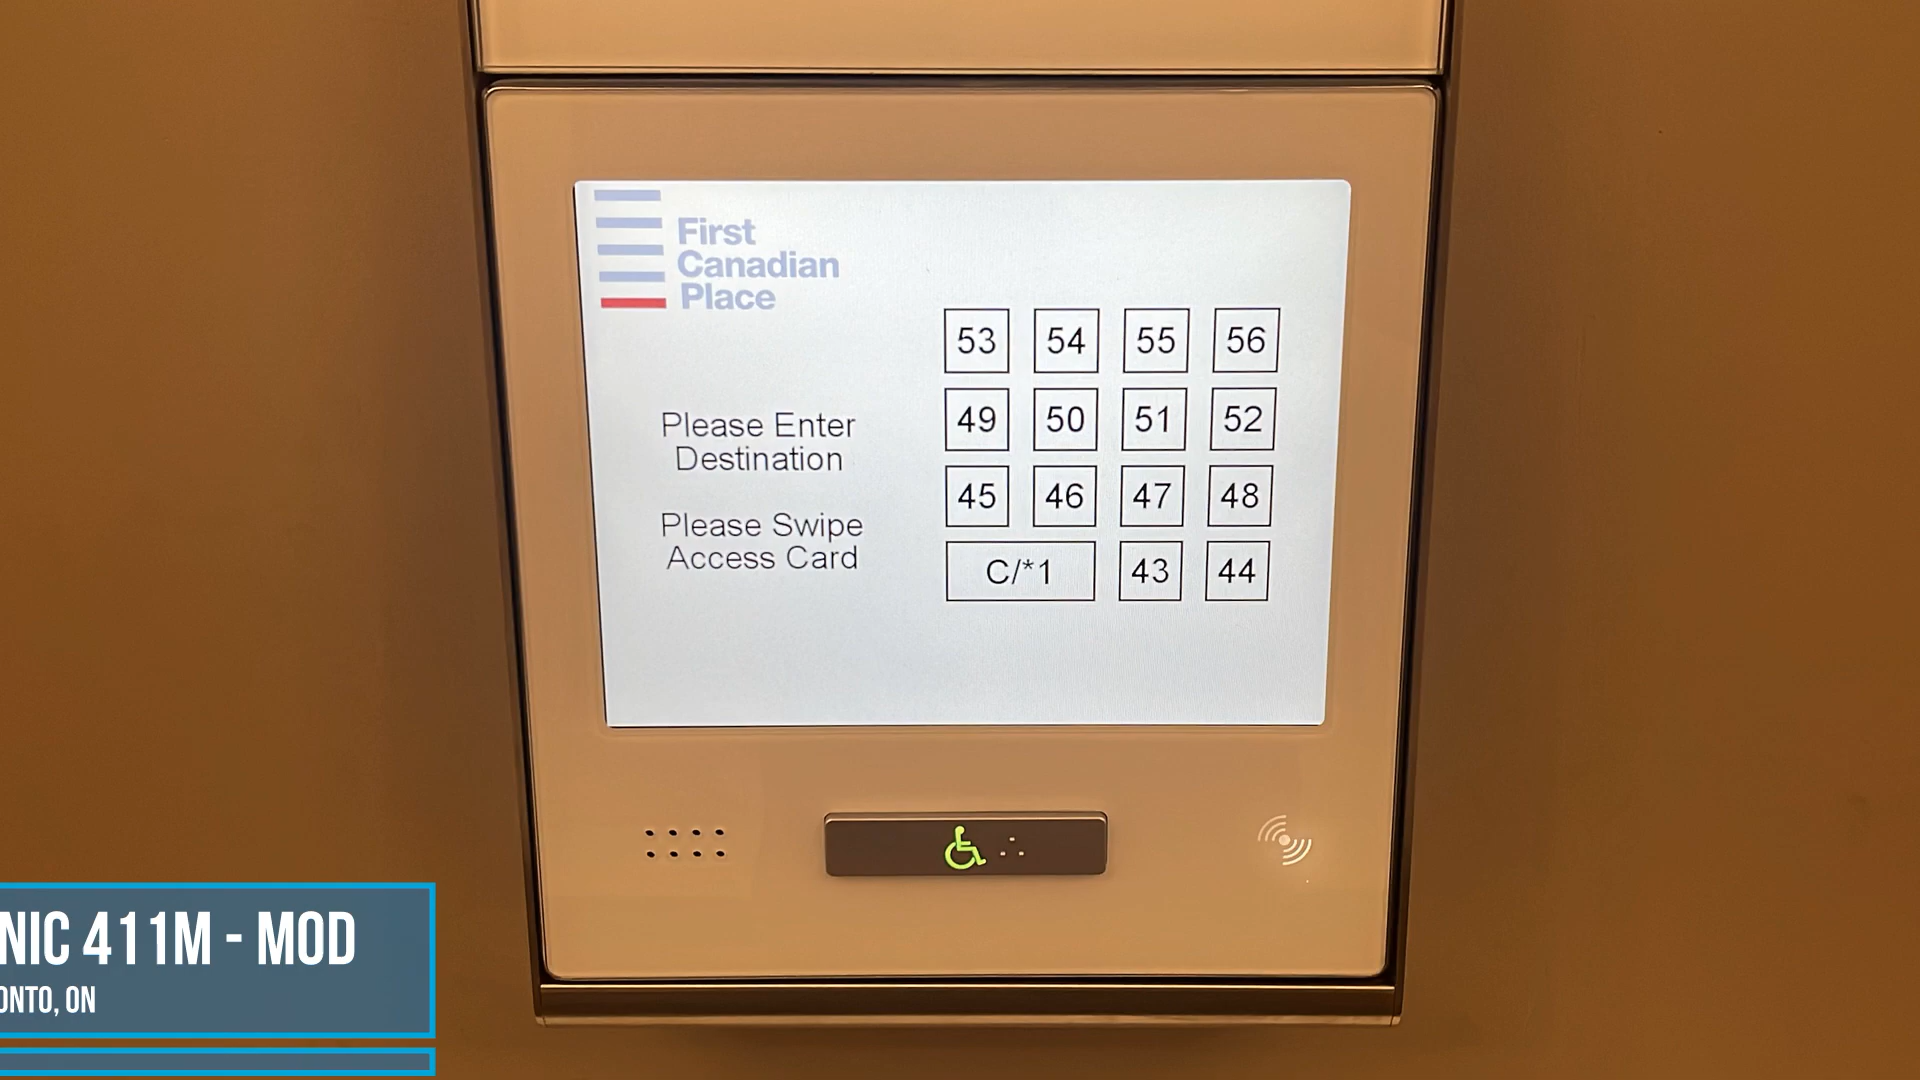 First
Canadian
Place
Please Enter
Destination
Please Swipe
Access Card
53 54 55 56
49 50 51 52
45 46 47 48
C/*1 43 44
NIC 411M - MOD
ONTO, ON